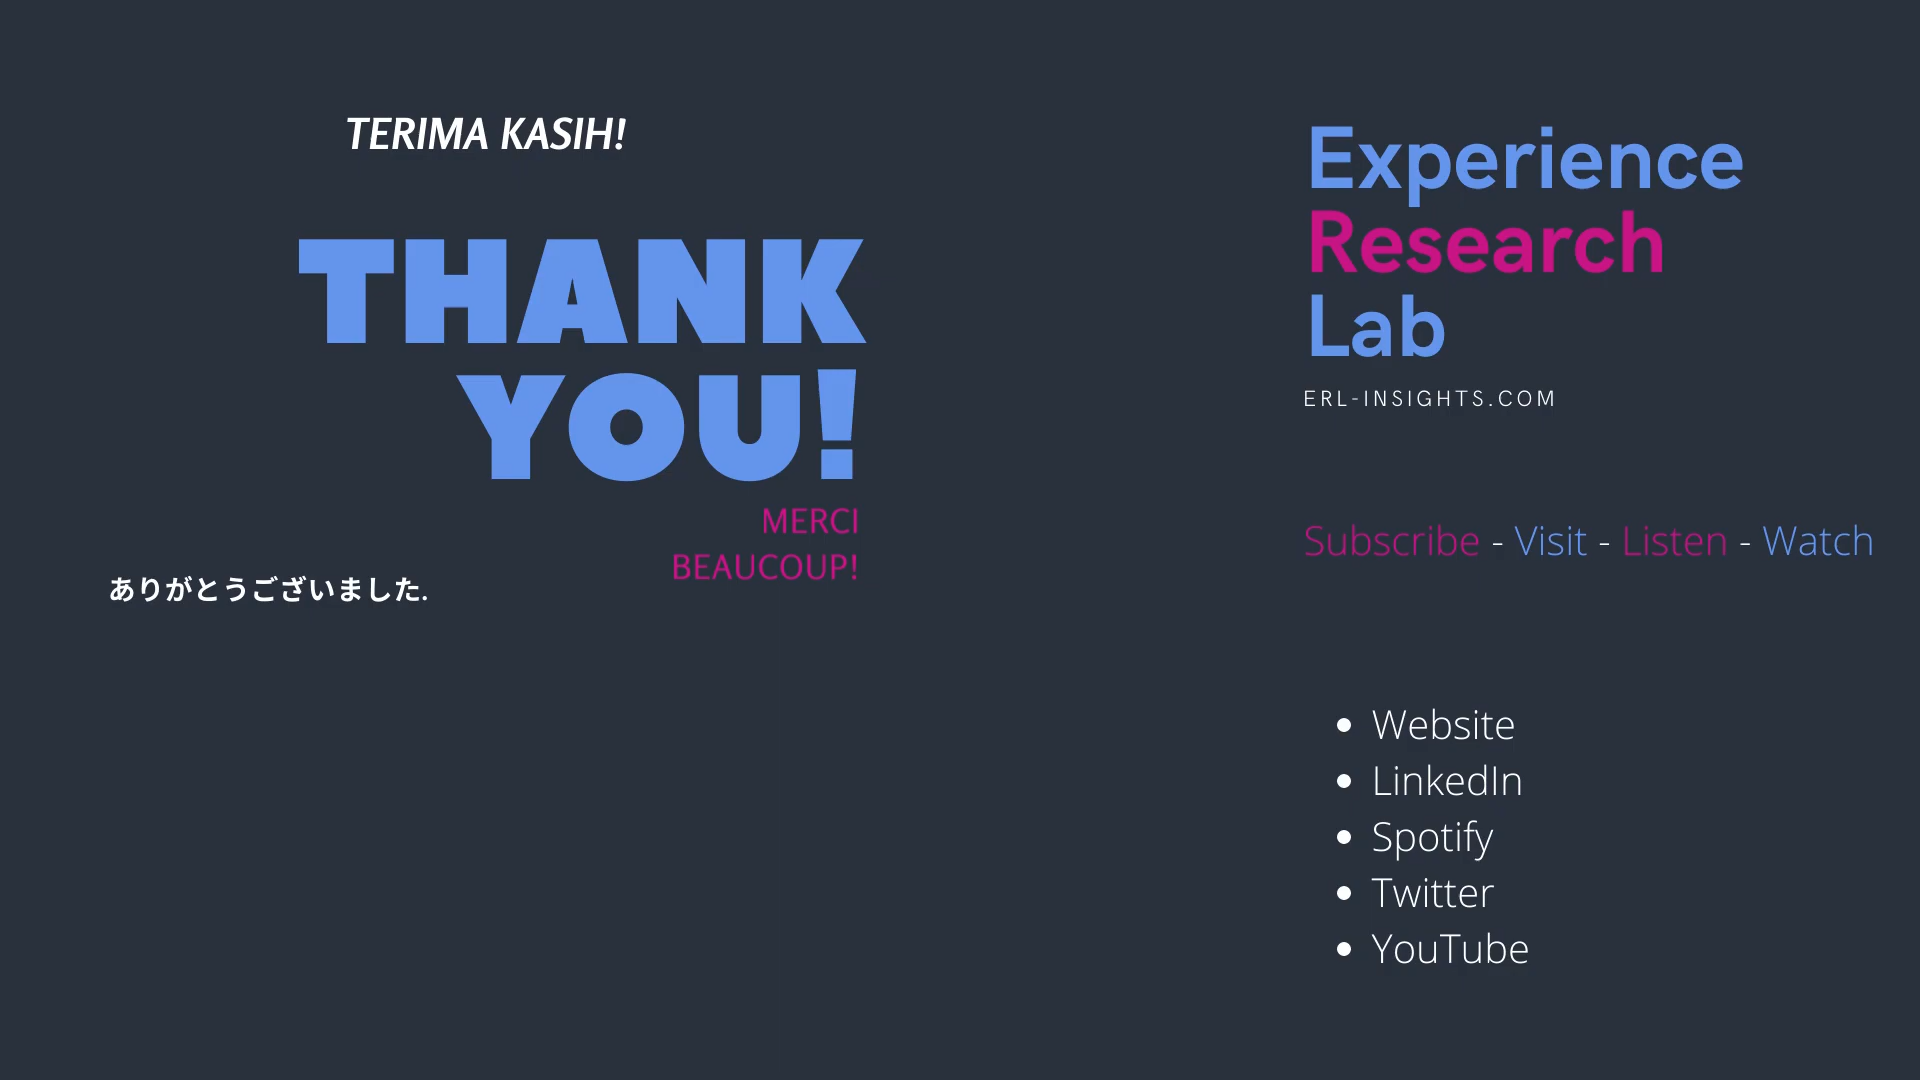 TERIMA KASIH!
THANK
YOU!
MERCI
BEAUCOUP!
ありがとうございました.
Experience
Research
Lab
ERL-INSIGHTS.COM
Subscribe - Visit - Listen - Watch
• Website
• LinkedIn
• Spotify
• Twitter
• YouTube